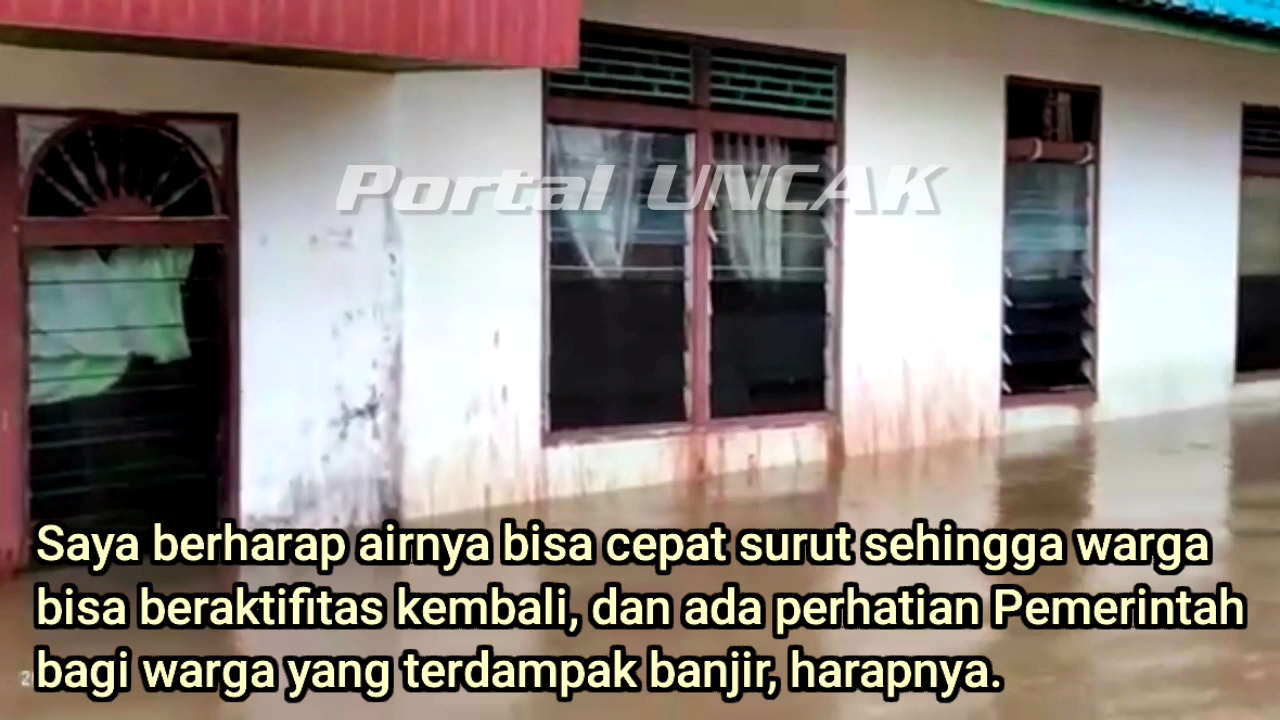 Portal UNCAK
Saya berharap airnya bisa cepat surut sehingga warga
bisa beraktifitas kembali, dan ada perhatian Pemerintah
bagi warga yang terdampak banjir, harapnya.